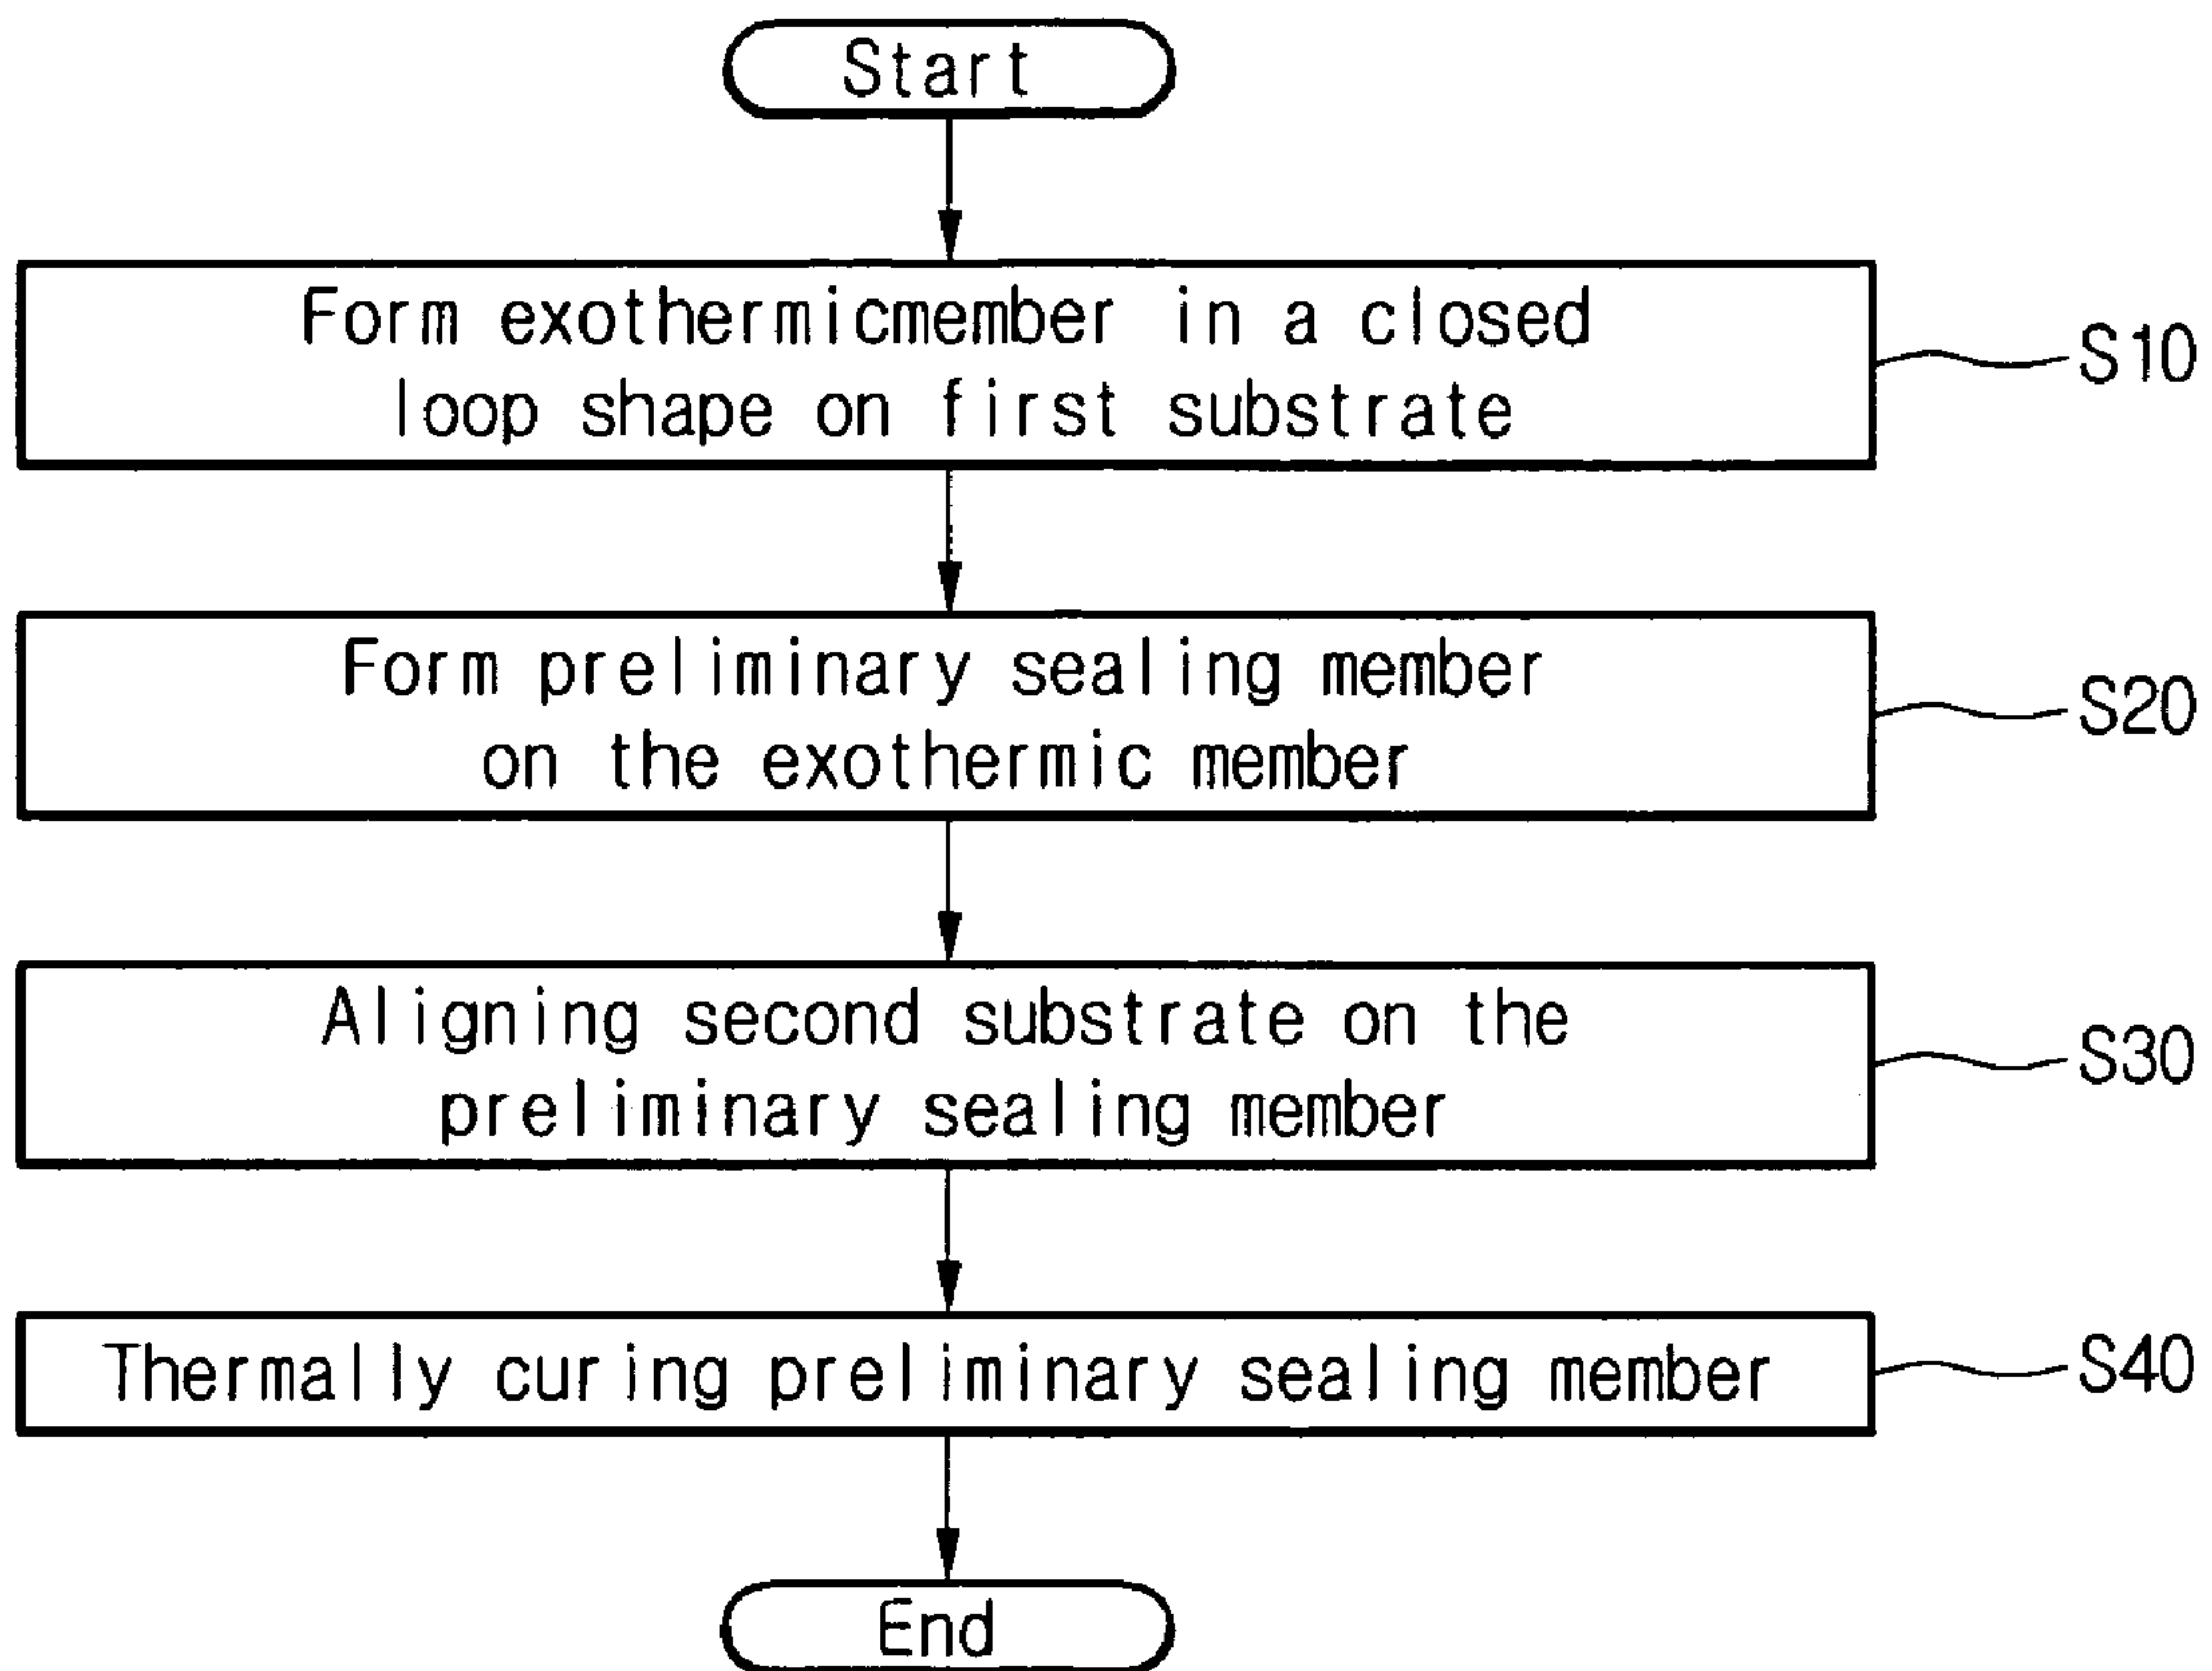 Start
Form exothermicmember in a closed
loop shape on first substrate
S10
Form preliminary sealing member
on the exothermic member
S20
Aligning second substrate on the
preliminary sealing member
S30
Thermally curing preliminary sealing member
S40
End